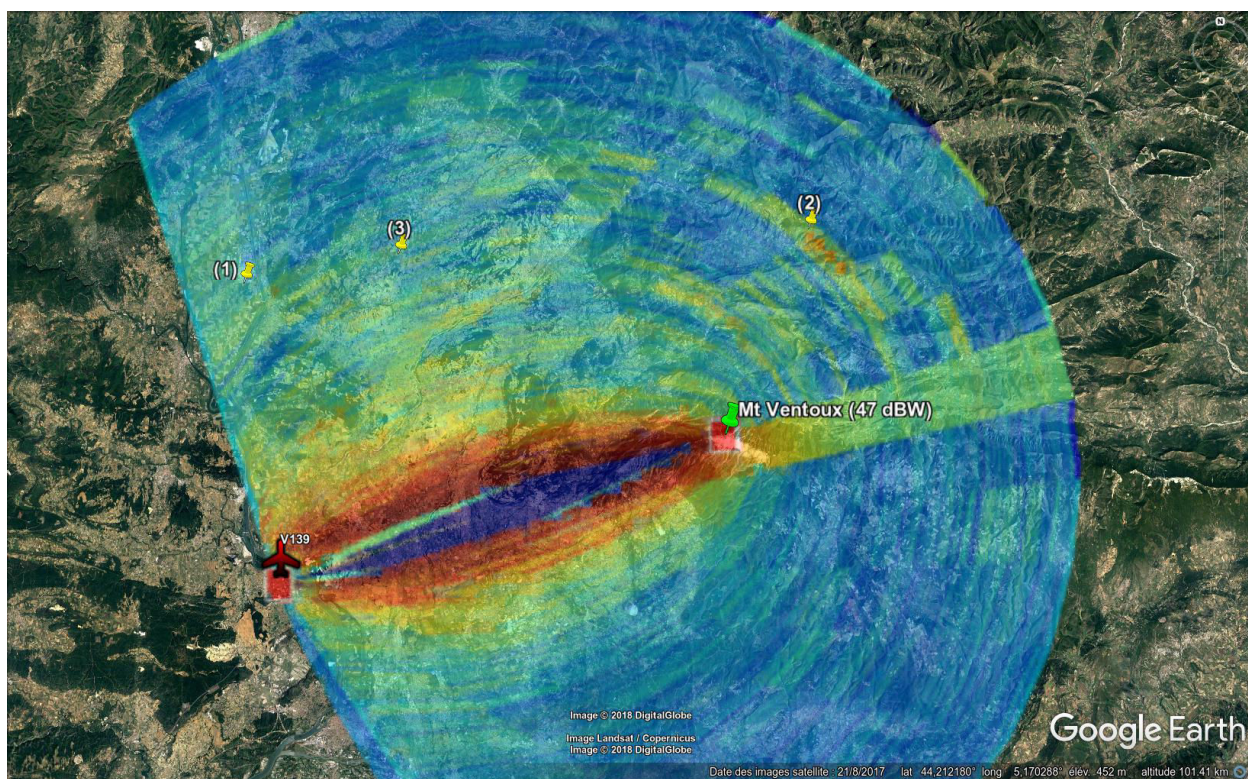 N
(2)
(3)
(1)
Mt Ventoux (47 dBW)
V139
Image © 2018 DigitalGlobe
Image Landsat / Copernicus
Image © 2018 DigitalGlobe
Google Earth
Date des images satellite : 21/8/2017 lat 44,212180° long 5,170288° élév. 452 m altitude 101.41 km